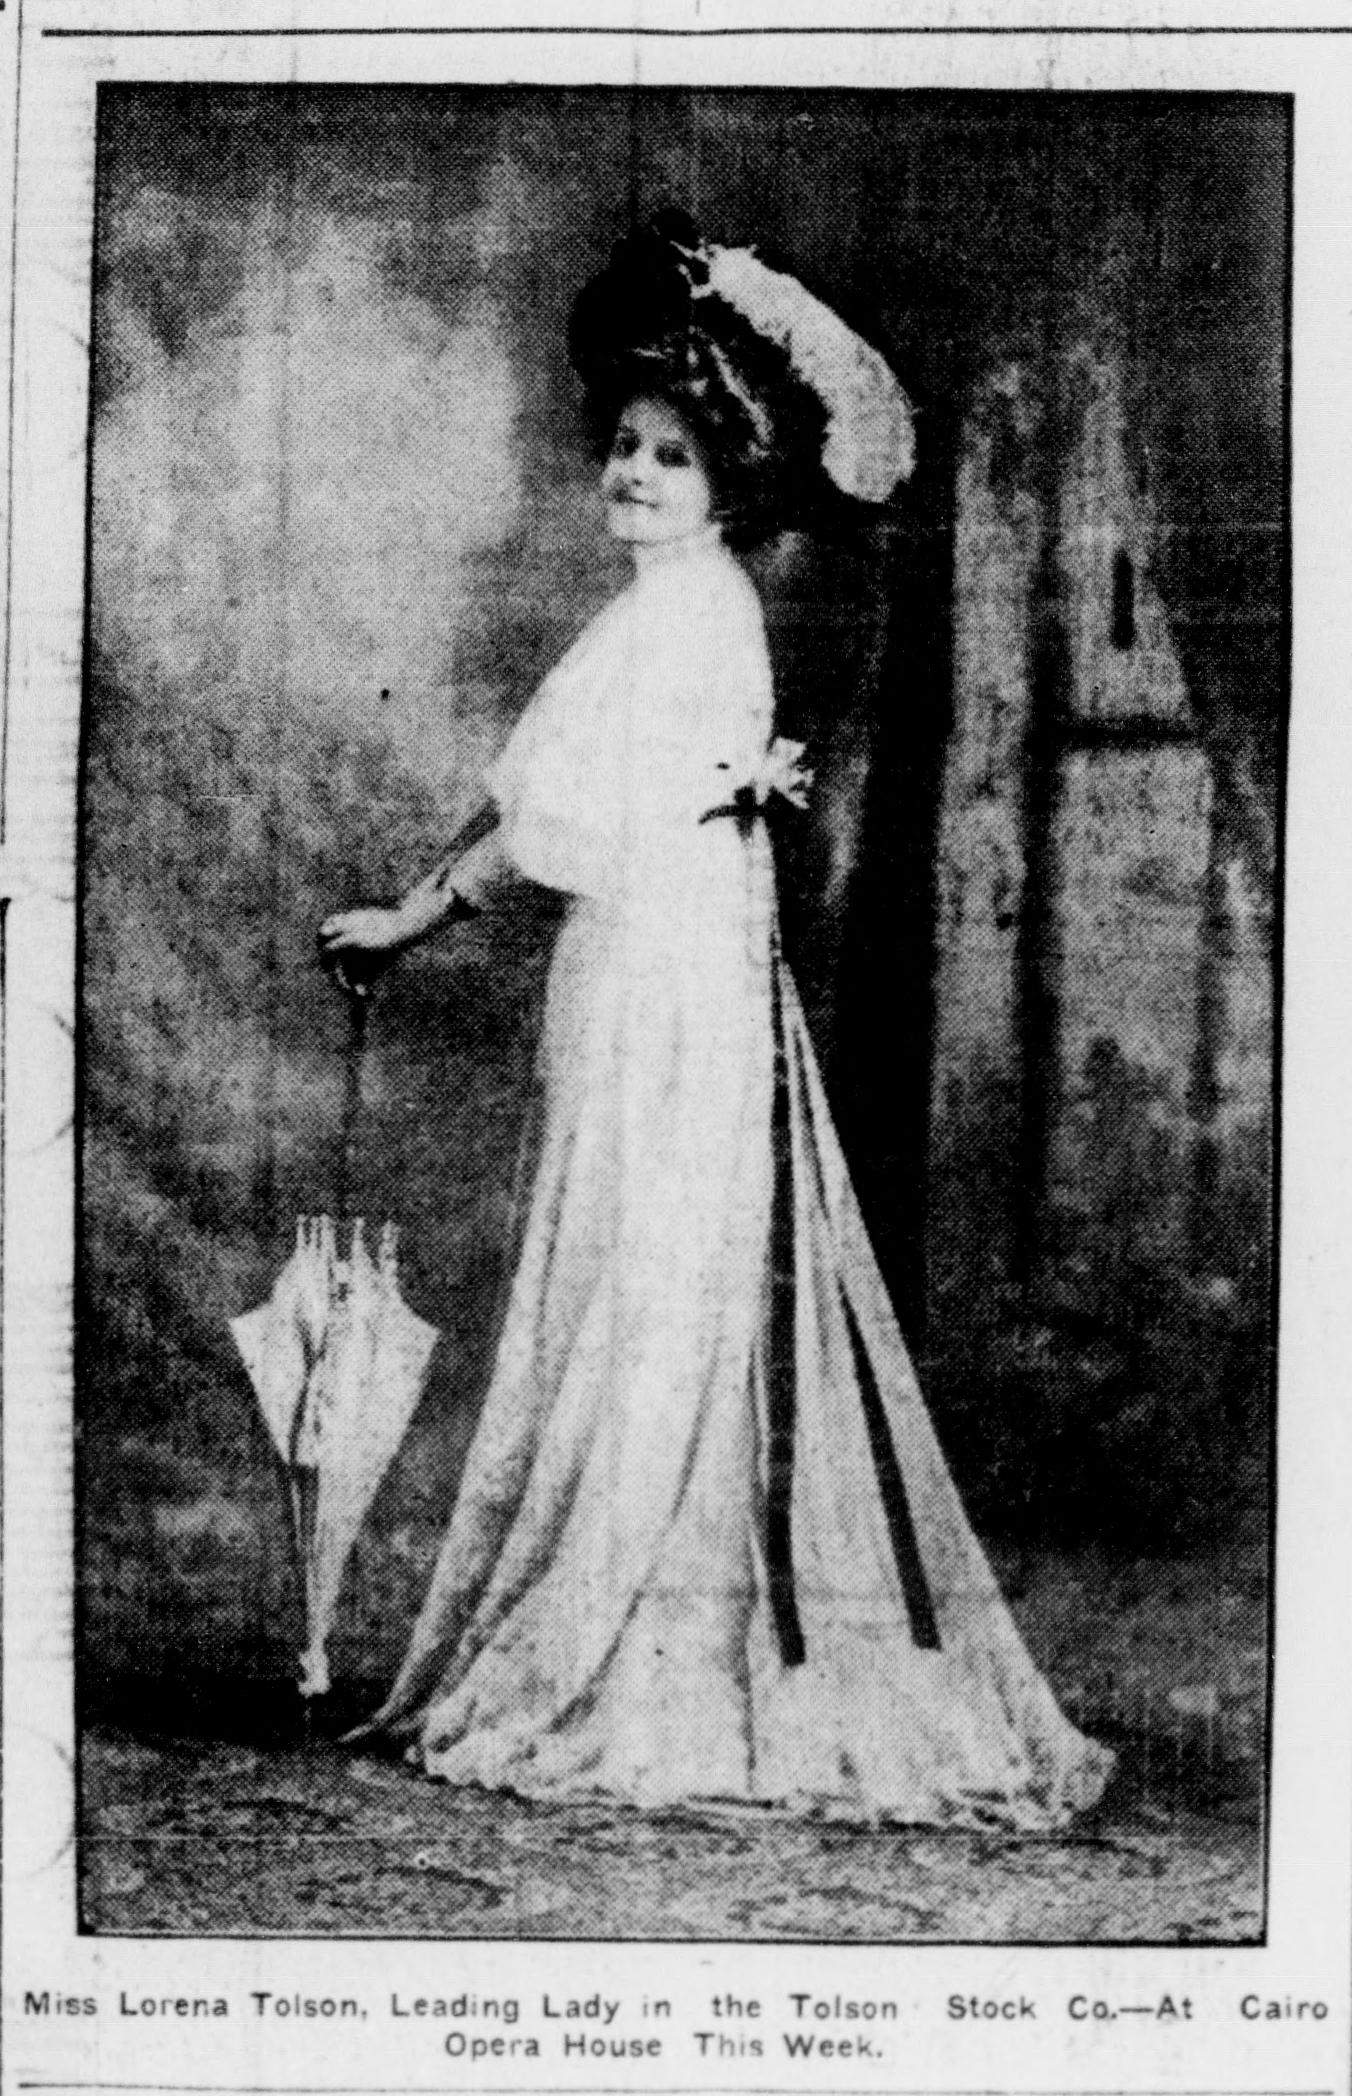 Miss Lorena Tolson, Leading Lady in the Tolson Stock Co.—At Cairo
Opera House This Week.